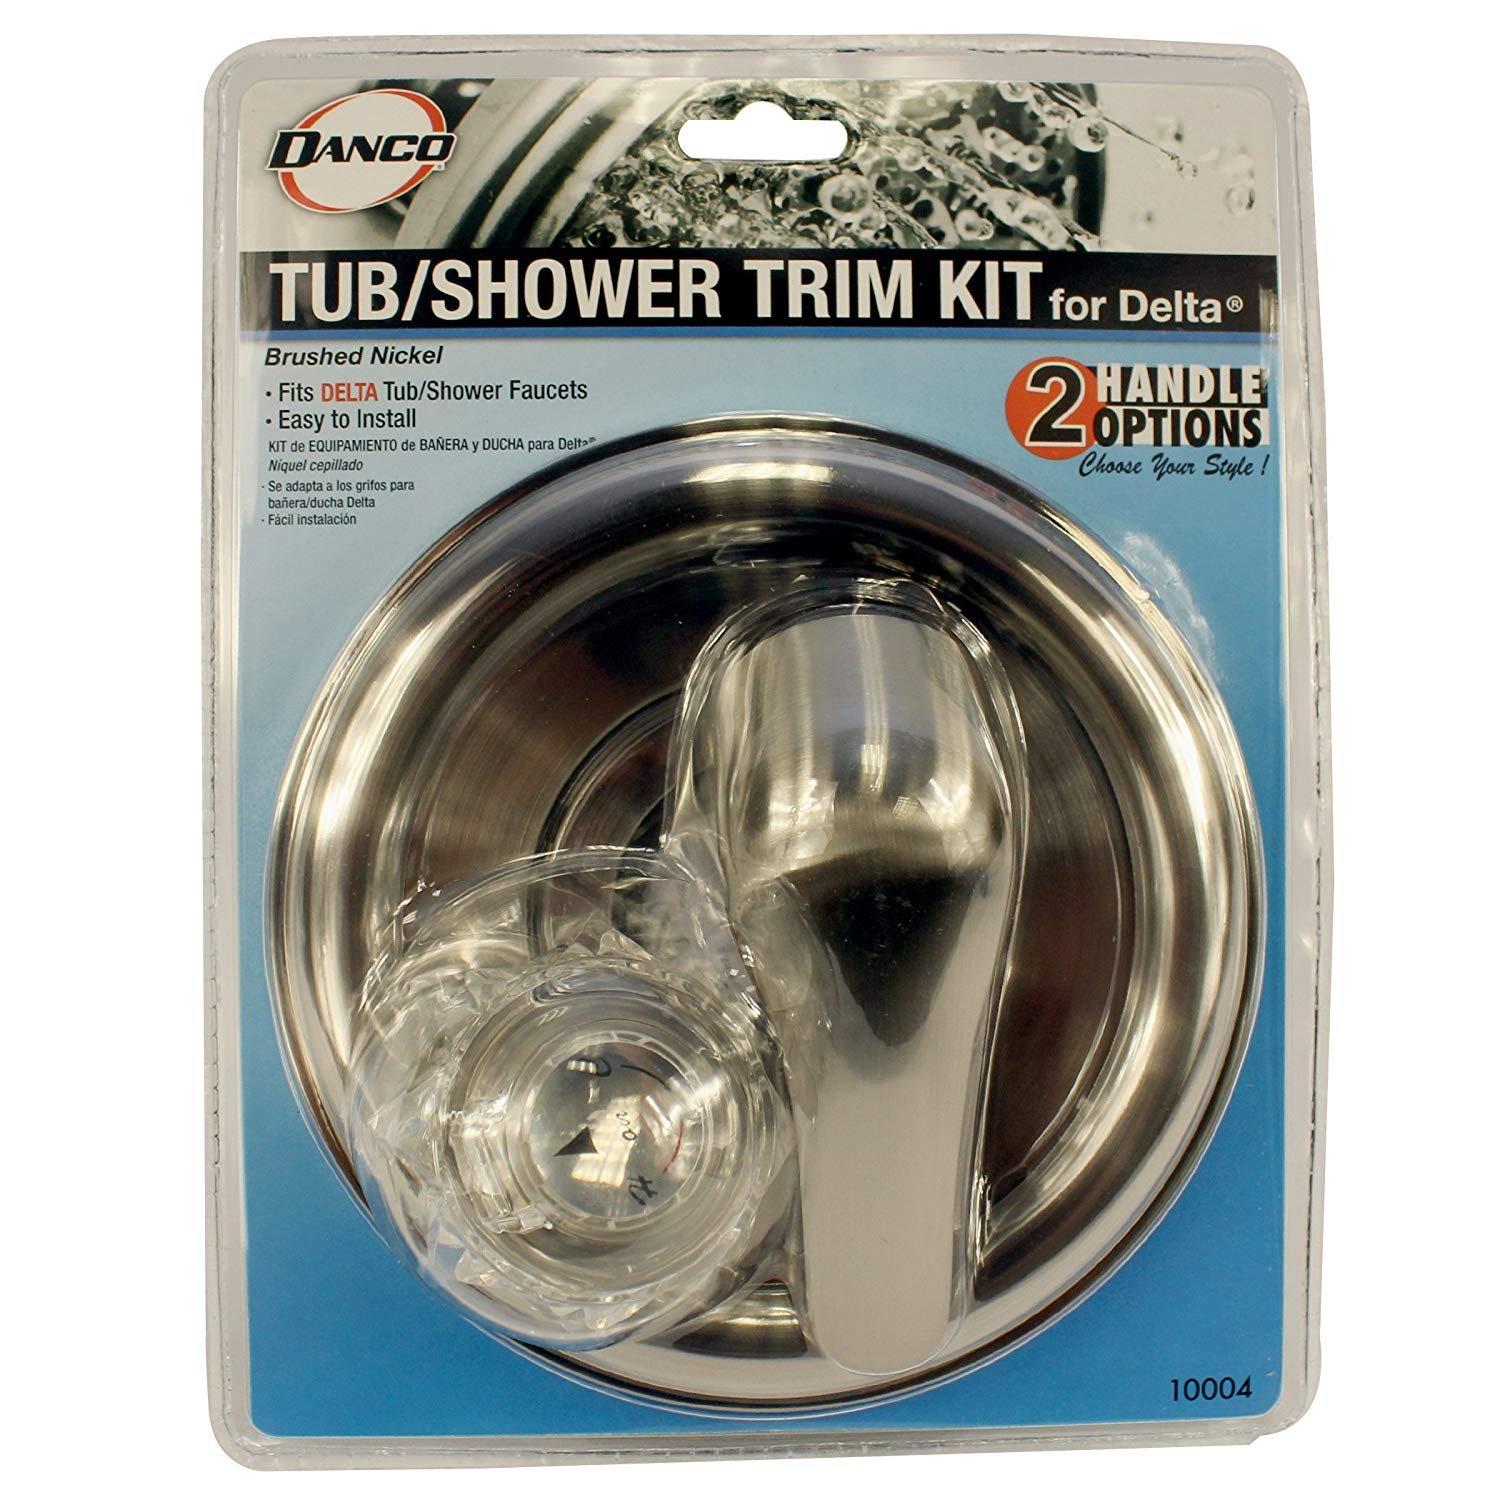 DANCO®
TUB/SHOWER TRIM KIT for Delta®
Brushed Nickel
• Fits DELTA Tub/Shower Faucets
• Easy to Install
KIT de EQUIPAMIENTO de BAÑERA y DUCHA para Delta®
Níquel cepillado
· Se adapta a los grifos para
bañera/ducha Delta
· Fácil instalación
2 HANDLE
OPTIONS
Choose Your Style !
10004